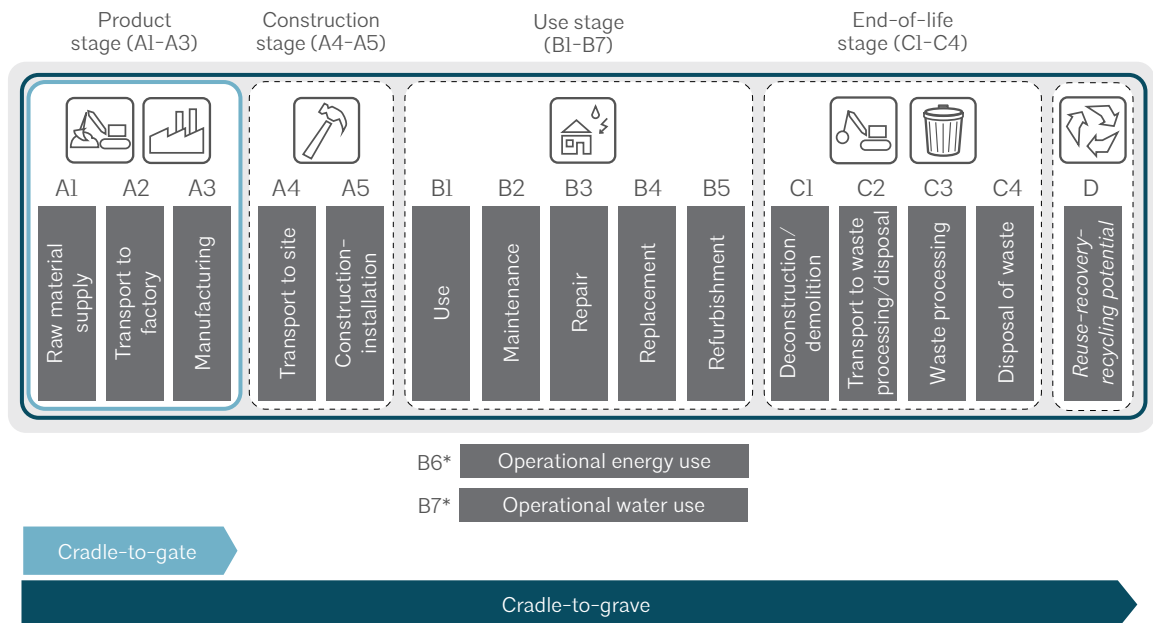 Product
stage (A1-A3)
Construction
stage (A4-A5)
Use stage
(B1-B7)
End-of-life
stage (C1-C4)
A1
A2
A3
A4
A5
B1
B2
B3
B4
B5
C1
C2
C3
C4
D
Raw material
supply
Transport to
factory
Manufacturing
Transport to site
Construction-
installation
Use
Maintenance
Repair
Replacement
Refurbishment
Deconstruction/
demolition
Transport to waste
processing/disposal
Waste processing
Disposal of waste
Reuse-recovery-
recycling potential
B6*
Operational energy use
B7*
Operational water use
Cradle-to-gate
Cradle-to-grave